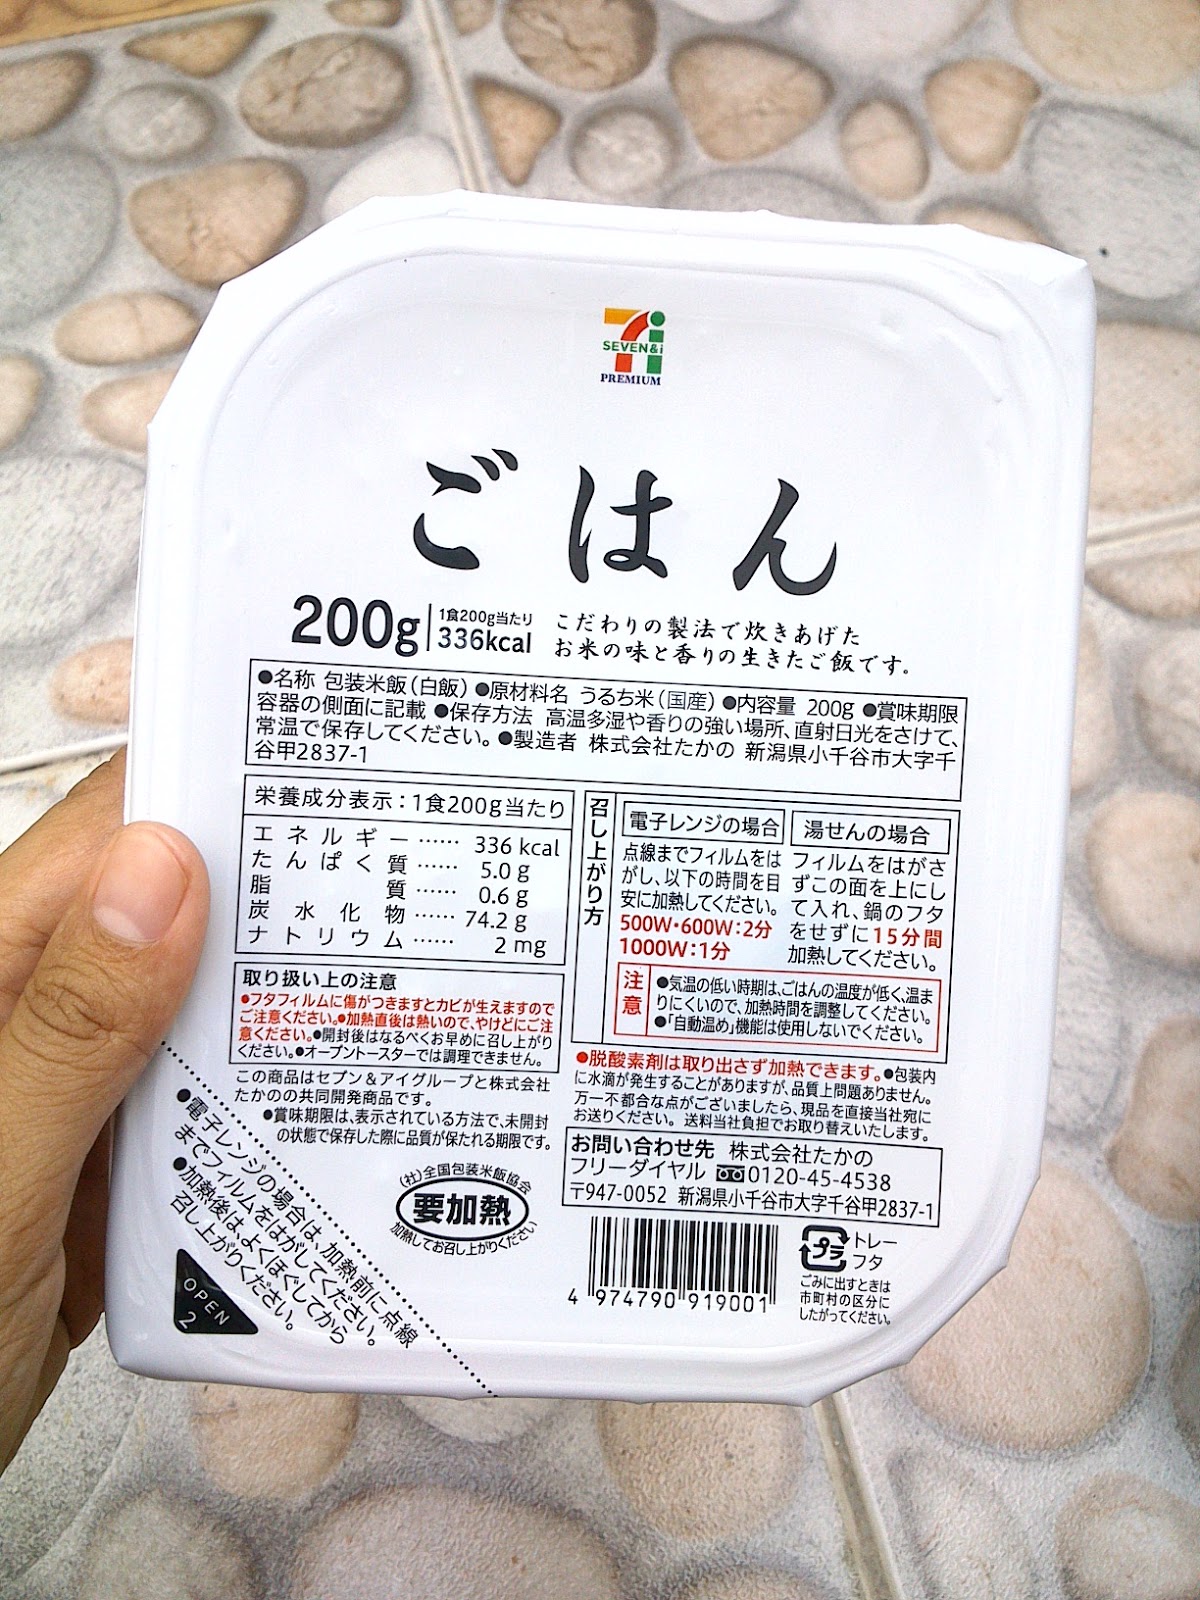 SEVEN&i
PREMIUM
ごはん
200g
1食200g当たり
336kcal
こだわりの製法で炊きあげた
お米の味と香りの生きたご飯です。
●名称 包装米飯(白飯) ●原材料名 うるち米(国産) ●内容量 200g ●賞味期限
容器の側面に記載 ●保存方法 高温多湿や香りの強い場所、直射日光をさけて、
常温で保存してください。●製造者 株式会社たかの 新潟県小千谷市大字千
谷甲2837-1
栄養成分表示:1食200g当たり
エネルギー …… 336 kcal
たんぱく質 …… 5.0 g
脂質 …… 0.6 g
炭水化物 …… 74.2 g
ナトリウム …… 2 mg
取り扱い上の注意
●フタフィルムに傷がつきますとカビが生えますので
ご注意ください。●加熱直後は熱いので、やけどにご注
意ください。●開封後はなるべくお早めに召し上がり
ください。●オーブントースターでは調理できません。
この商品はセブン&アイグループと株式会社
たかのの共同開発商品です。
●賞味期限は、表示されている方法で、未開封
の状態で保存した際に品質が保たれる期限です。
召し上がり方
電子レンジの場合
点線までフィルムをは
がし、以下の時間を目
安に加熱してください。
500W・600W:2分
1000W:1分
湯せんの場合
フィルムをはがさ
ずこの面を上にし
て入れ、鍋のフタ
をせずに15分間
加熱してください。
注意
●気温の低い時期は、ごはんの温度が低く、温ま
りにくいので、加熱時間を調整してください。
●「自動温め」機能は使用しないでください。
●脱酸素剤は取り出さず加熱できます。●包装内
に水滴が発生することがありますが、品質上問題ありません。
万一不都合な点がございましたら、現品を直接当社宛に
お送りください。送料当社負担でお取り替えいたします。
お問い合わせ先 株式会社たかの
フリーダイヤル 0120-45-4538
〒947-0052 新潟県小千谷市大字千谷甲2837-1
●電子レンジの場合は、加熱前に点線
までフィルムをはがしてください。
●加熱後は、よくほぐしてから
召し上がりください。
OPEN
2
(社)全国包装米飯協会
要加熱
加熱してお召し上がりください
4 974790 919001
プラ
トレー
フタ
ごみに出すときは
市町村の区分に
したがってください。